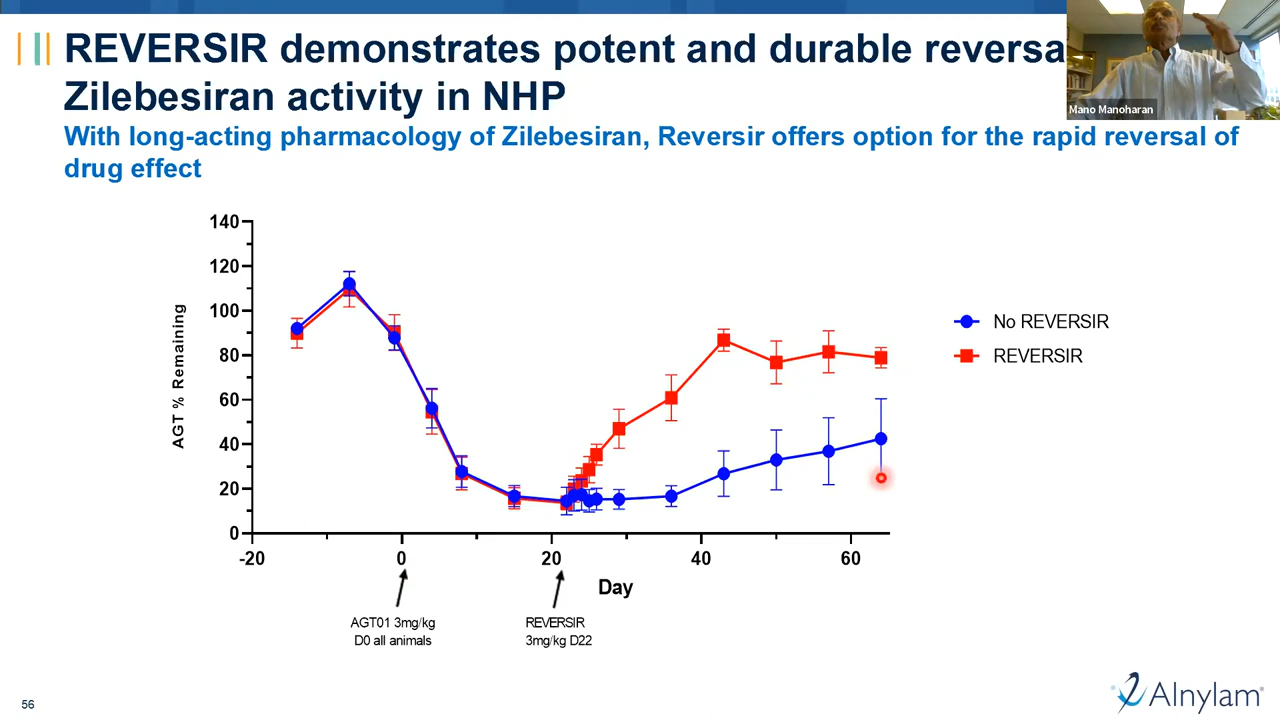 REVERSIR demonstrates potent and durable
Zilebesiran activity in NHP
With long-acting pharmacology of Zilebesiran, Reversir offers option for the rapid reversal of
drug effect
Mano Manoharan
140
120
100
80
60
40
20
0
AGT % Remaining
-20
0
20
40
60
Day
No REVERSIR
REVERSIR
AGT01 3mg/kg
D0 all animals
REVERSIR
3mg/kg D22
56
Alnylam